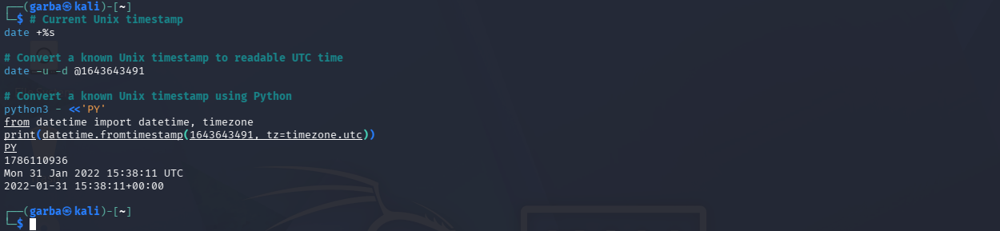 ┌──(garba㉿kali)-[~]
└─$ # Current Unix timestamp
date +%s

# Convert a known Unix timestamp to readable UTC time
date -u -d @1643643491

# Convert a known Unix timestamp using Python
python3 - <<'PY'
from datetime import datetime, timezone
print(datetime.fromtimestamp(1643643491, tz=timezone.utc))
PY
1786110936
Mon 31 Jan 2022 15:38:11 UTC
2022-01-31 15:38:11+00:00

┌──(garba㉿kali)-[~]
└─$